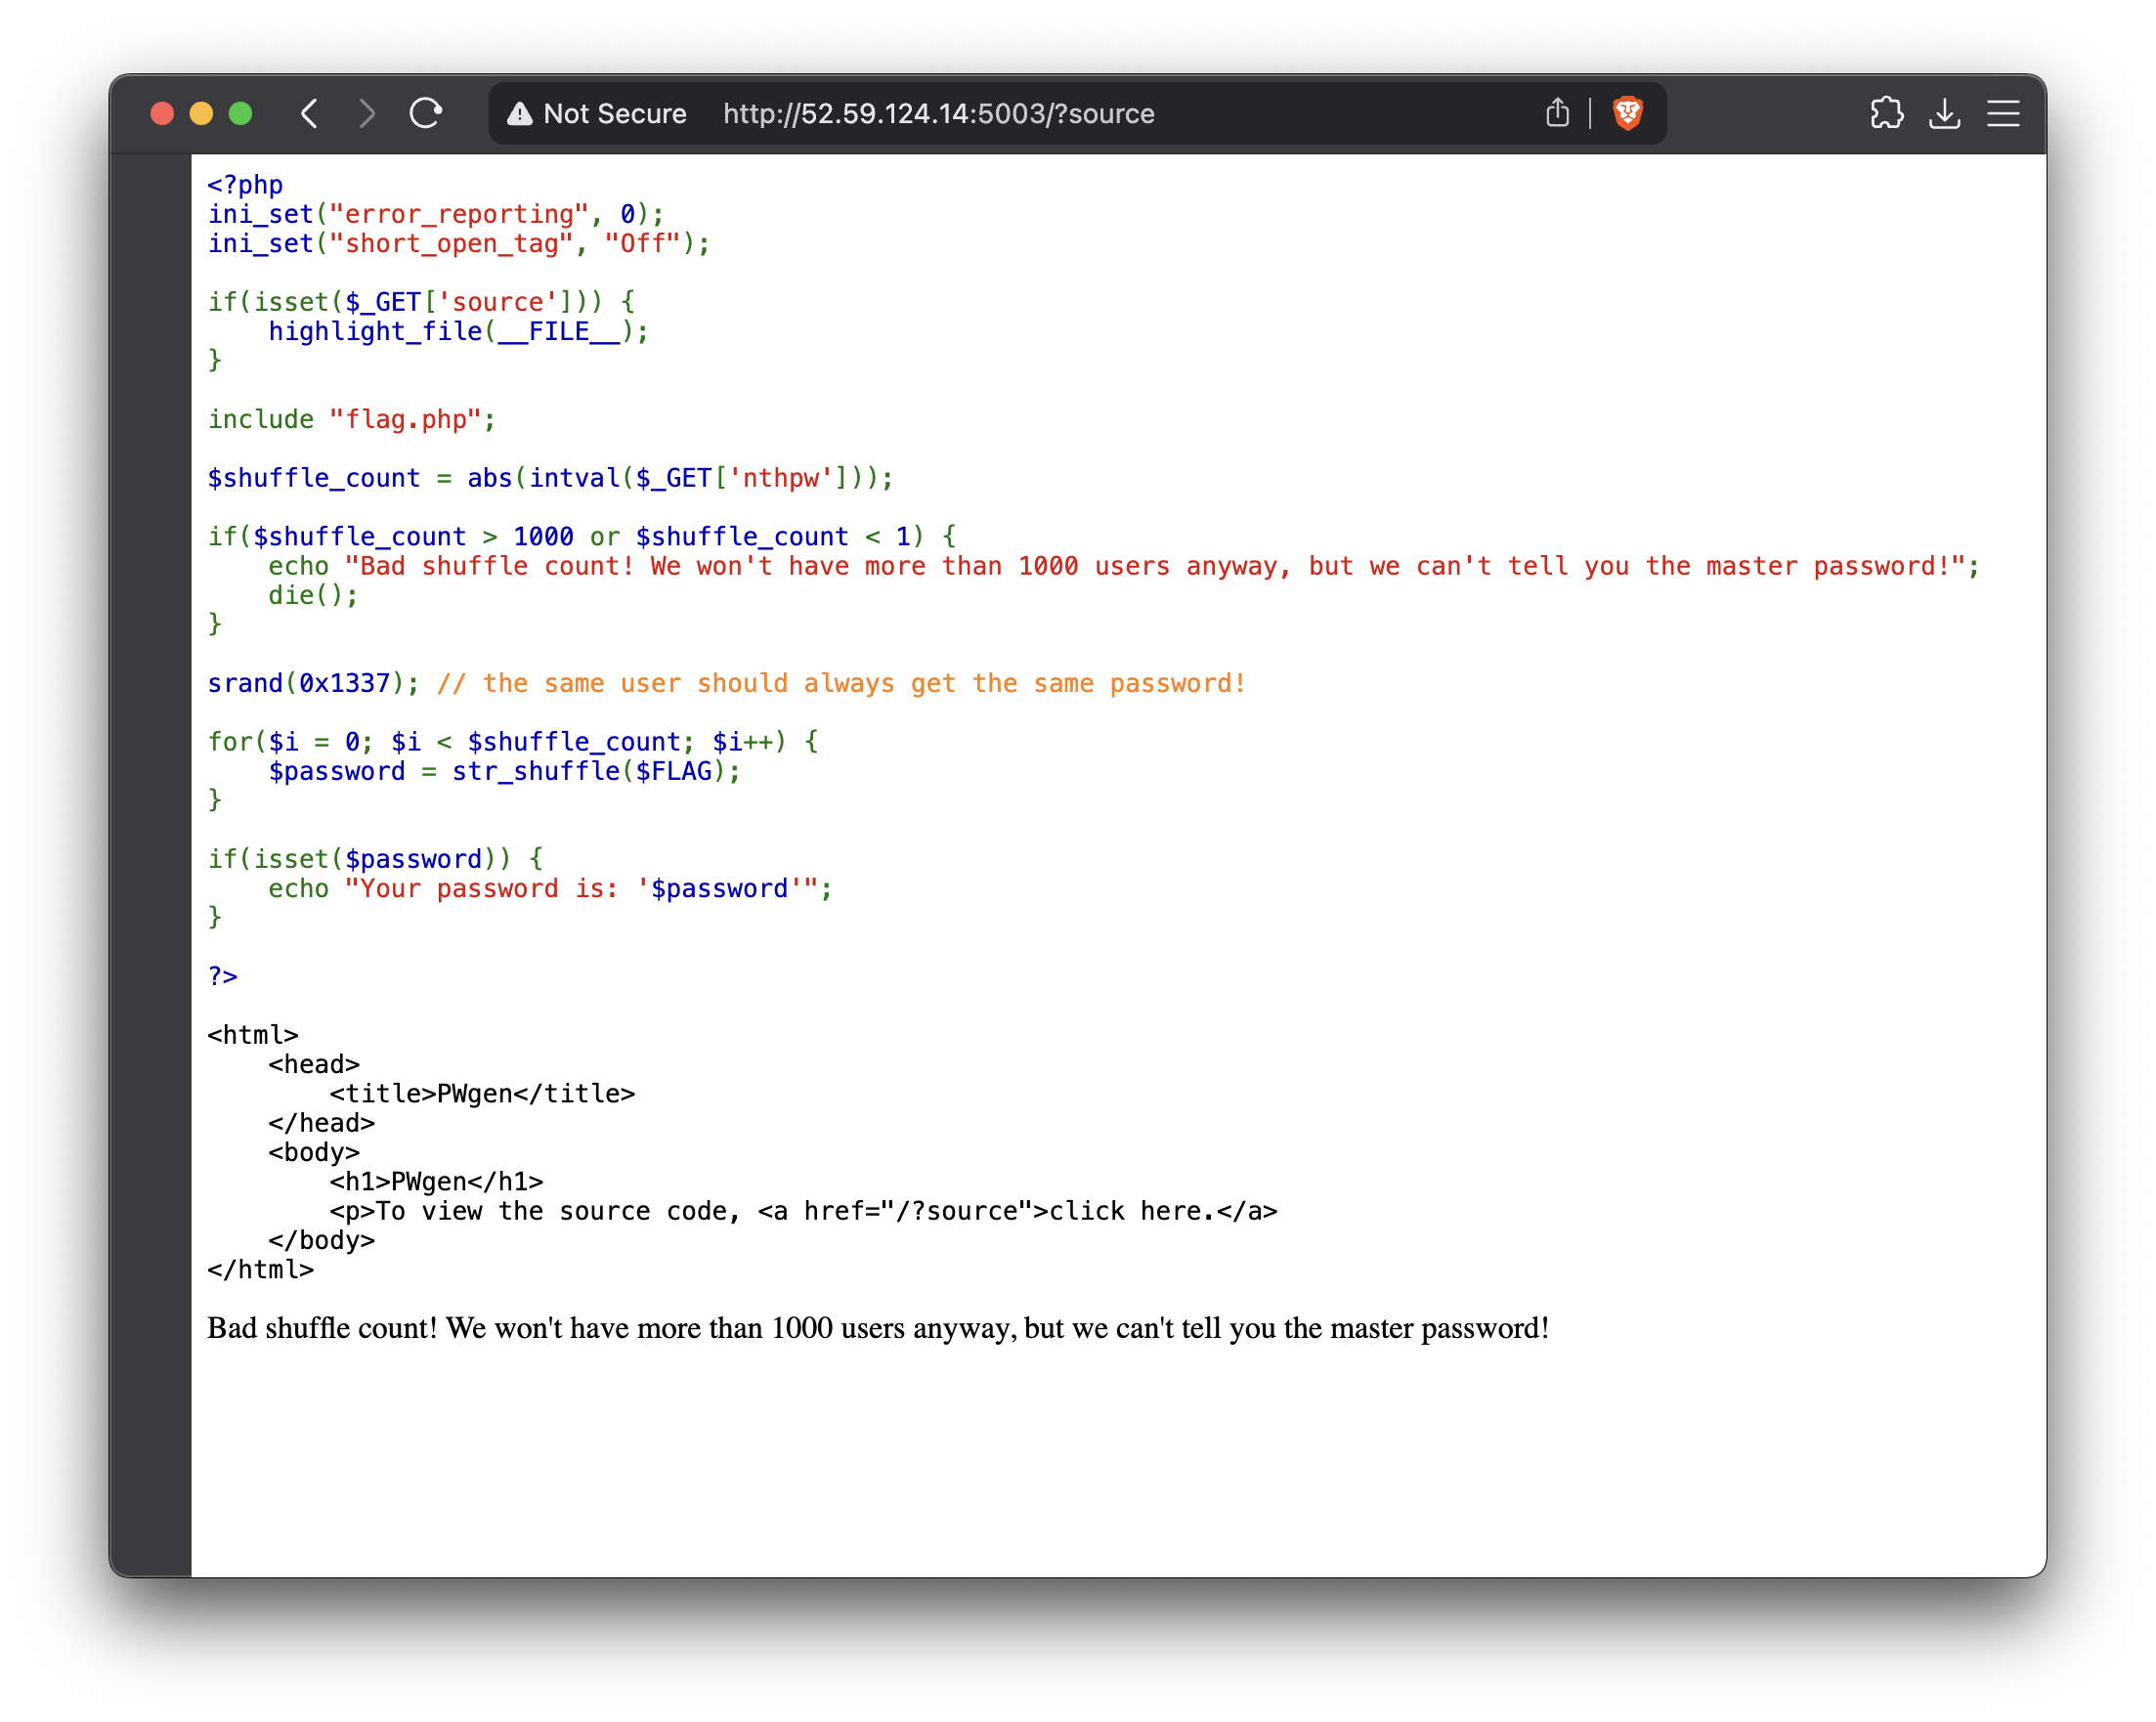 Not Secure http://52.59.124.14:5003/?source
<?php
ini_set("error_reporting", 0);
ini_set("short_open_tag", "Off");
if(isset($_GET['source'])) {
    highlight_file(__FILE__);
}
include "flag.php";
$shuffle_count = abs(intval($_GET['nthpw']));
if($shuffle_count > 1000 or $shuffle_count < 1) {
    echo "Bad shuffle count! We won't have more than 1000 users anyway, but we can't tell you the master password!";
    die();
}
srand(0x1337); // the same user should always get the same password!
for($i = 0; $i < $shuffle_count; $i++) {
    $password = str_shuffle($FLAG);
}
if(isset($password)) {
    echo "Your password is: '$password'";
}
?>
<html>
    <head>
        <title>PWgen</title>
    </head>
    <body>
        <h1>PWgen</h1>
        <p>To view the source code, <a href="/?source">click here.</a>
    </body>
</html>
Bad shuffle count! We won't have more than 1000 users anyway, but we can't tell you the master password!